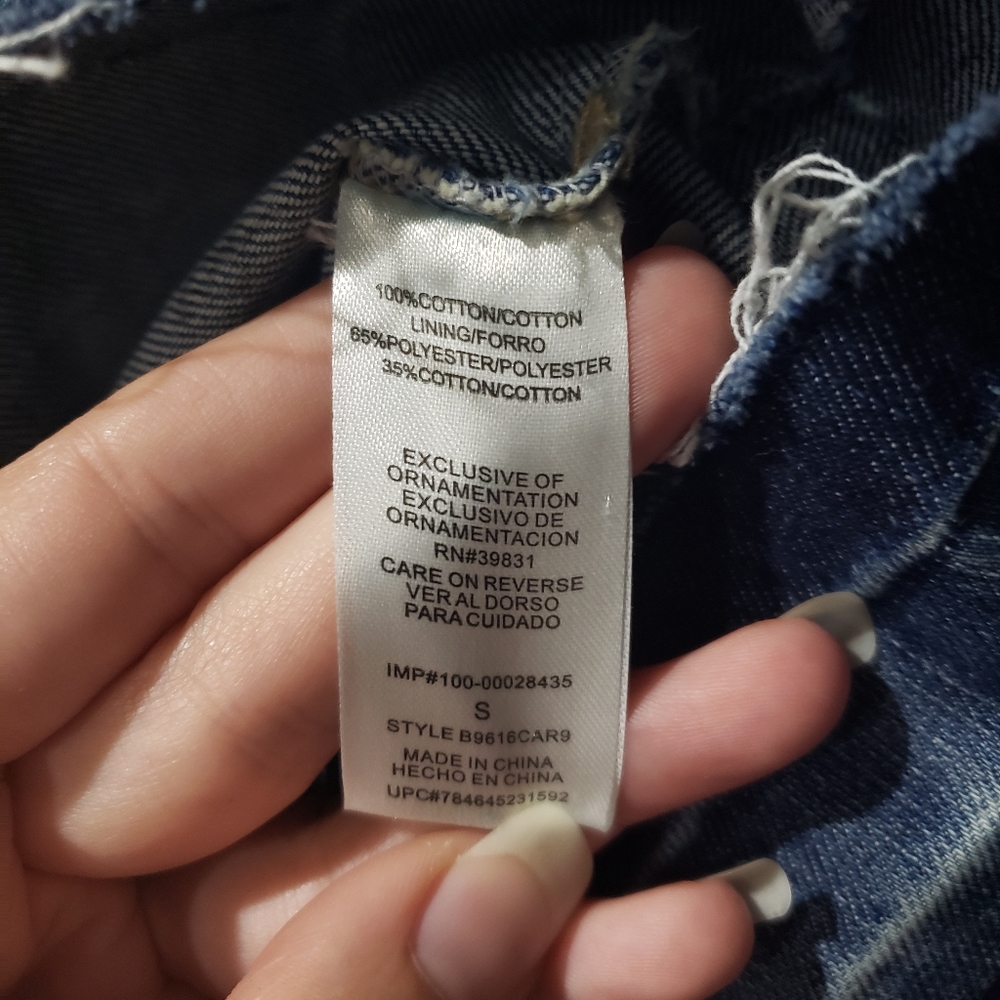 100%COTTON/COTTON
LINING/FORRO
65%POLYESTER/POLYESTER
35%COTTON/COTTON
EXCLUSIVE OF
ORNAMENTATION
EXCLUSIVO DE
ORNAMENTACION
RN#39831
CARE ON REVERSE
VER AL DORSO
PARA CUIDADO
IMP#100-00028435
S
STYLE B9616CAR9
MADE IN CHINA
HECHO EN CHINA
UPC#784645231592